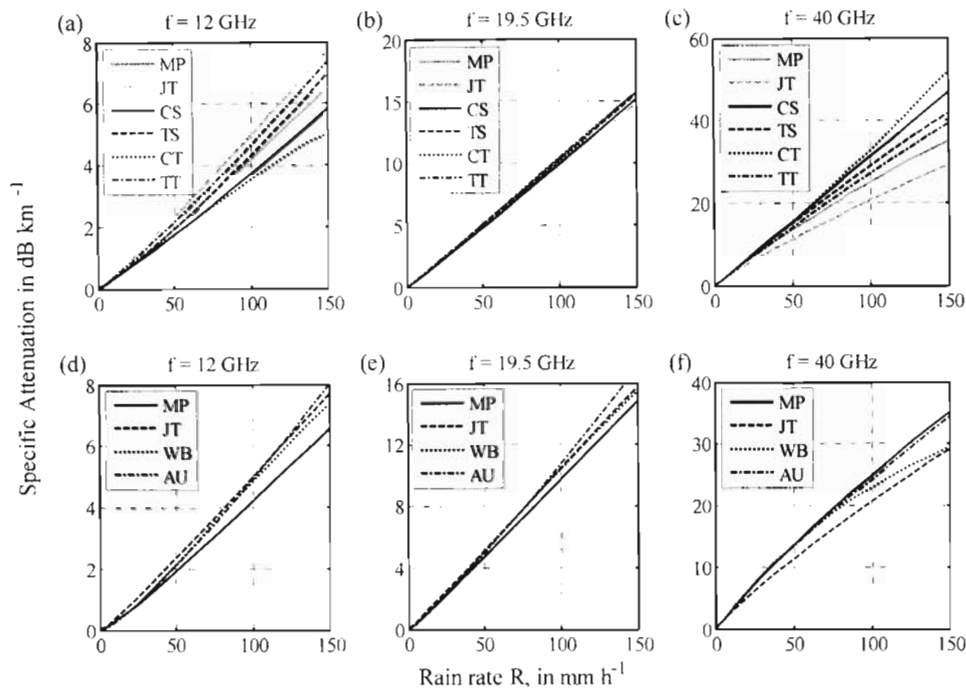 (a) f = 12 GHz
8
6
4
2
0
0 50 100 150
MP
JT
CS
TS
CT
TT
(b) f = 19.5 GHz
20
15
10
5
0
0 50 100 150
MP
JT
CS
TS
CT
TT
(c) f = 40 GHz
60
40
20
0
0 50 100 150
MP
JT
CS
TS
CT
TT
Specific Attenuation in dB km⁻¹
(d) f = 12 GHz
8
6
4
2
0
0 50 100 150
MP
JT
WB
AU
(e) f = 19.5 GHz
16
12
8
4
0
0 50 100 150
MP
JT
WB
AU
(f) f = 40 GHz
40
30
20
10
0
0 50 100 150
MP
JT
WB
AU
Rain rate R, in mm h⁻¹